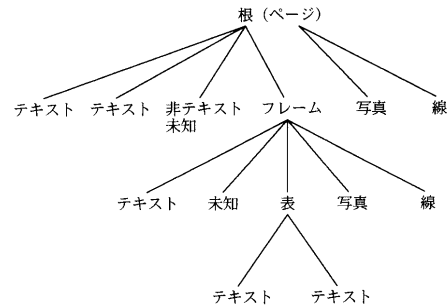 根（ページ）
テキスト テキスト 非テキスト フレーム 写真 線
未知
テキスト 未知 表 写真 線
テキスト テキスト